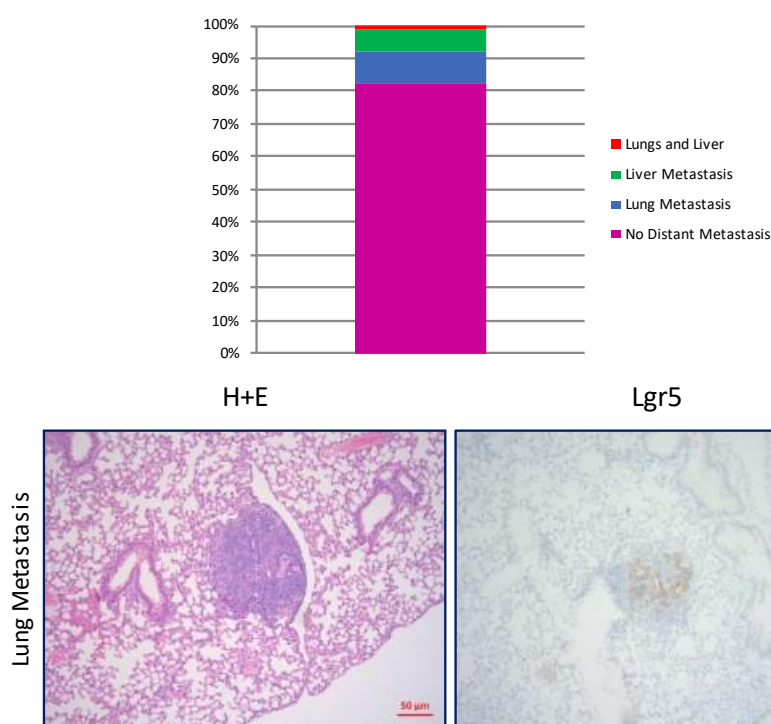 100%
90%
80%
70%
60%
50%
40%
30%
20%
10%
0%
Lungs and Liver
Liver Metastasis
Lung Metastasis
No Distant Metastasis
H+E
Lgr5
Lung Metastasis
50 µm